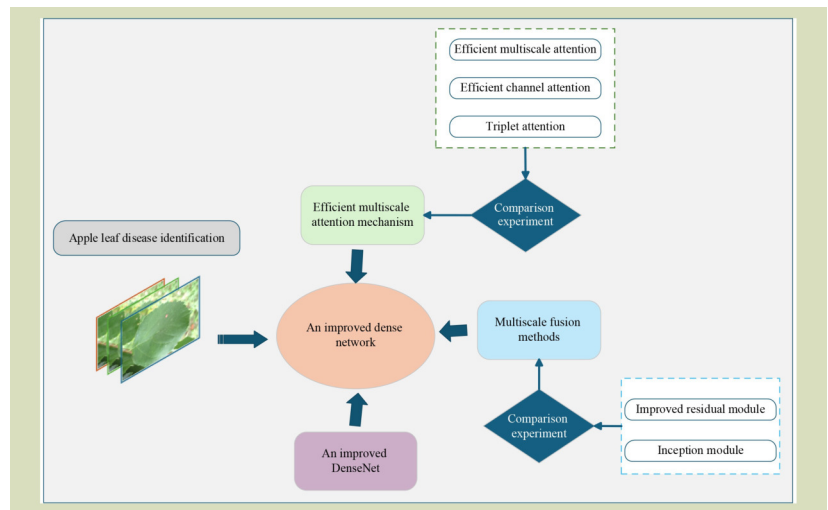 Efficient multiscale attention
Efficient channel attention
Triplet attention
Efficient multiscale
attention mechanism
Comparison
experiment
Apple leaf disease identification
An improved dense
network
Multiscale fusion
methods
Comparison
experiment
Improved residual module
Inception module
An improved
DenseNet